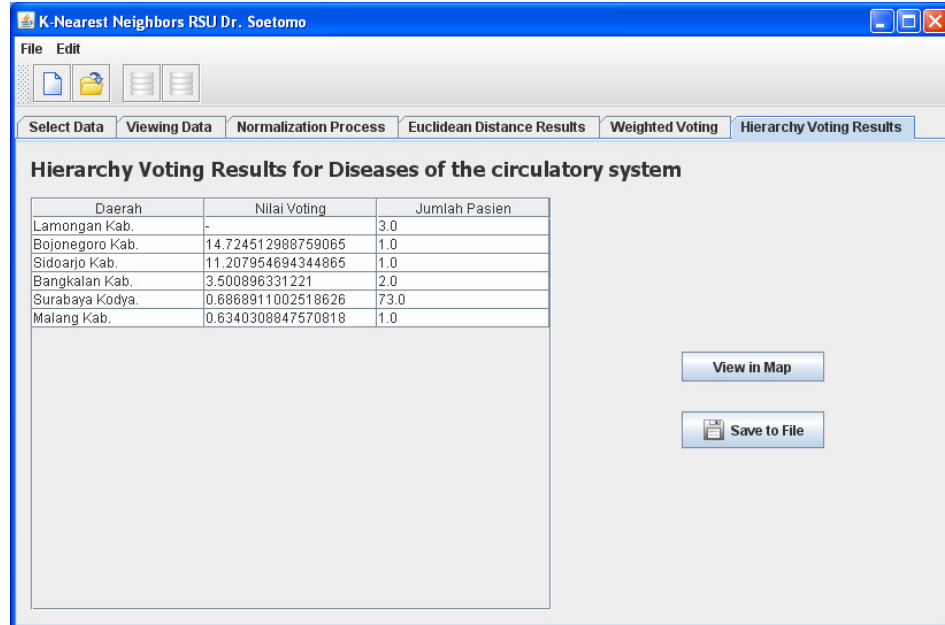 K-Nearest Neighbors RSU Dr. Soetomo
File Edit
Select Data Viewing Data Normalization Process Euclidean Distance Results Weighted Voting Hierarchy Voting Results
Hierarchy Voting Results for Diseases of the circulatory system
Daerah Nilai Voting Jumlah Pasien
Lamongan Kab. - 3.0
Bojonegoro Kab. 14.724512988759065 1.0
Sidoarjo Kab. 11.207954694344865 1.0
Bangkalan Kab. 3.500896331221 2.0
Surabaya Kodya. 0.6868911002518626 73.0
Malang Kab. 0.6340308847570818 1.0
View in Map
Save to File